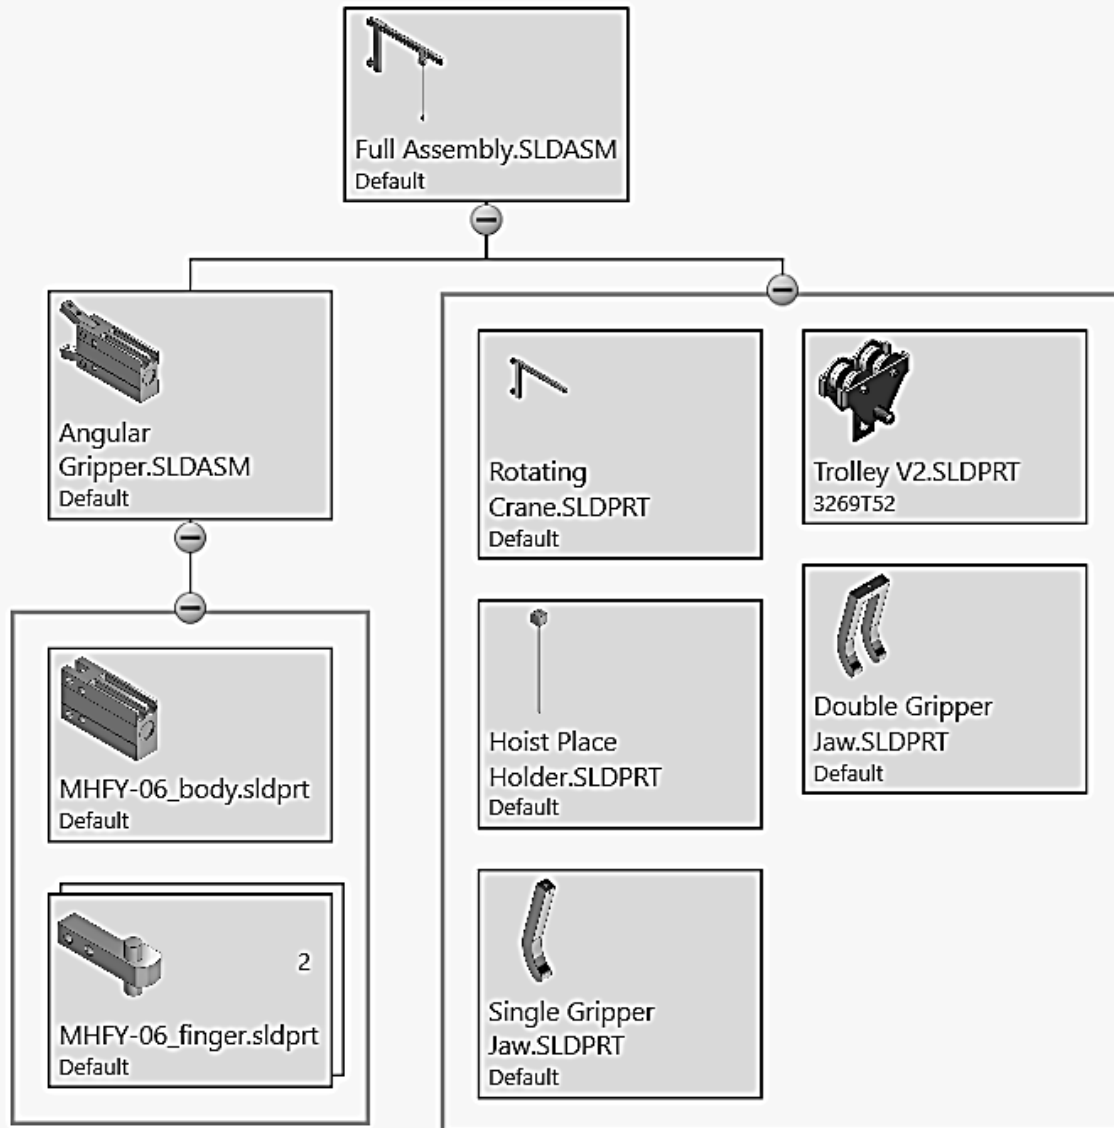 Full Assembly.SLDASM
Default
Angular
Gripper.SLDASM
Default
MHFY-06_body.sldprt
Default
2
MHFY-06_finger.sldprt
Default
Rotating
Crane.SLDPRT
Default
Trolley V2.SLDPRT
3269T52
Hoist Place
Holder.SLDPRT
Default
Double Gripper
Jaw.SLDPRT
Default
Single Gripper
Jaw.SLDPRT
Default